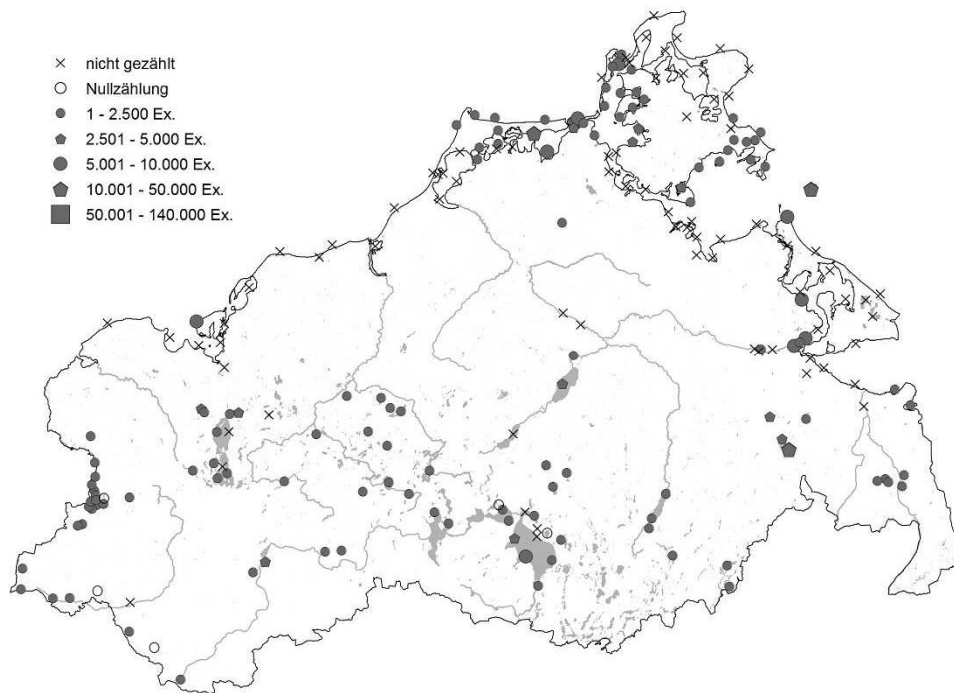 nicht gezählt
Nullzählung
1 - 2.500 Ex.
2.501 - 5.000 Ex.
5.001 - 10.000 Ex.
10.001 - 50.000 Ex.
50.001 - 140.000 Ex.